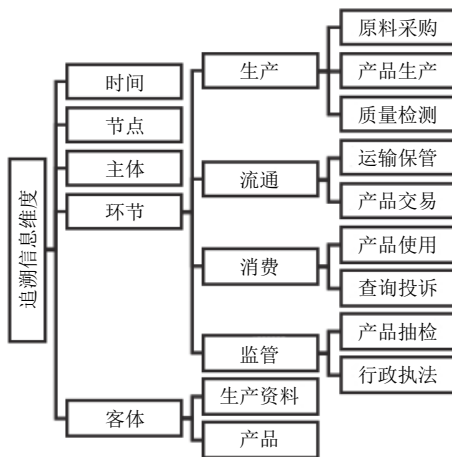 追溯信息维度
时间
节点
主体
环节
生产
原料采购
产品生产
质量检测
流通
运输保管
产品交易
消费
产品使用
查询投诉
监管
产品抽检
行政执法
客体
生产资料
产品